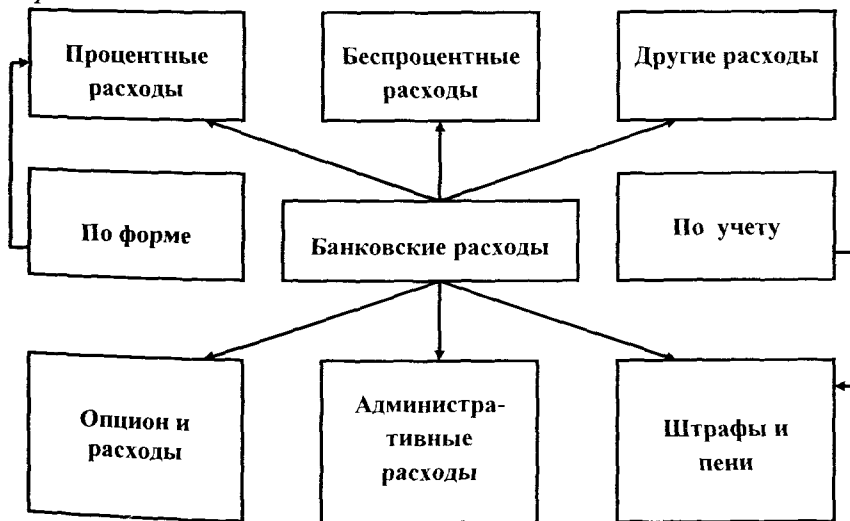 Процентные
расходы
Беспроцентные
расходы
Другие расходы
По форме
Банковские расходы
По учету
Опцион и
расходы
Администра-
тивные
расходы
Штрафы и
пени